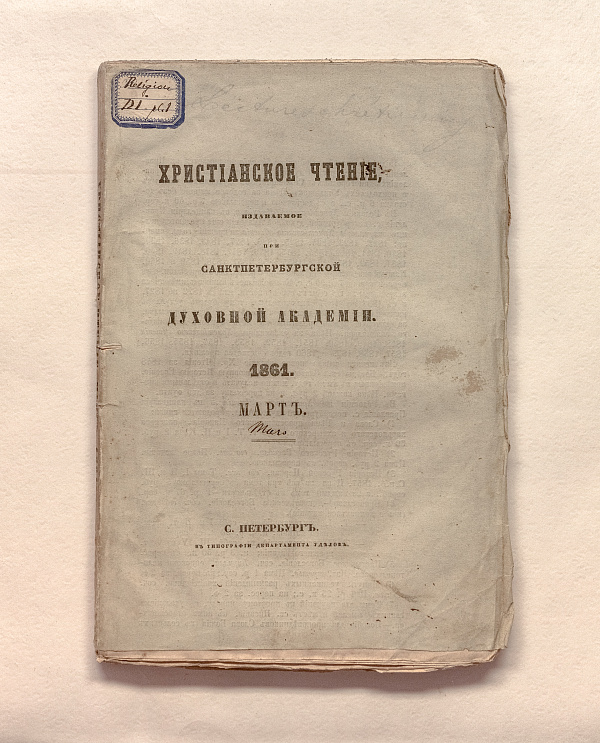 Religion
ХРИСТІАНСКОЕ ЧТЕНІЕ,
ИЗДАВАЕМОЕ
ПРИ
САНКТПЕТЕРБУРГСКОЙ
ДУХОВНОЙ АКАДЕМІИ.
1861.
МАРТЪ.
Mars
С. ПЕТЕРБУРГЪ.
ВЪ ТИПОГРАФІИ ДЕПАРТАМЕНТА УДѢЛОВЪ.